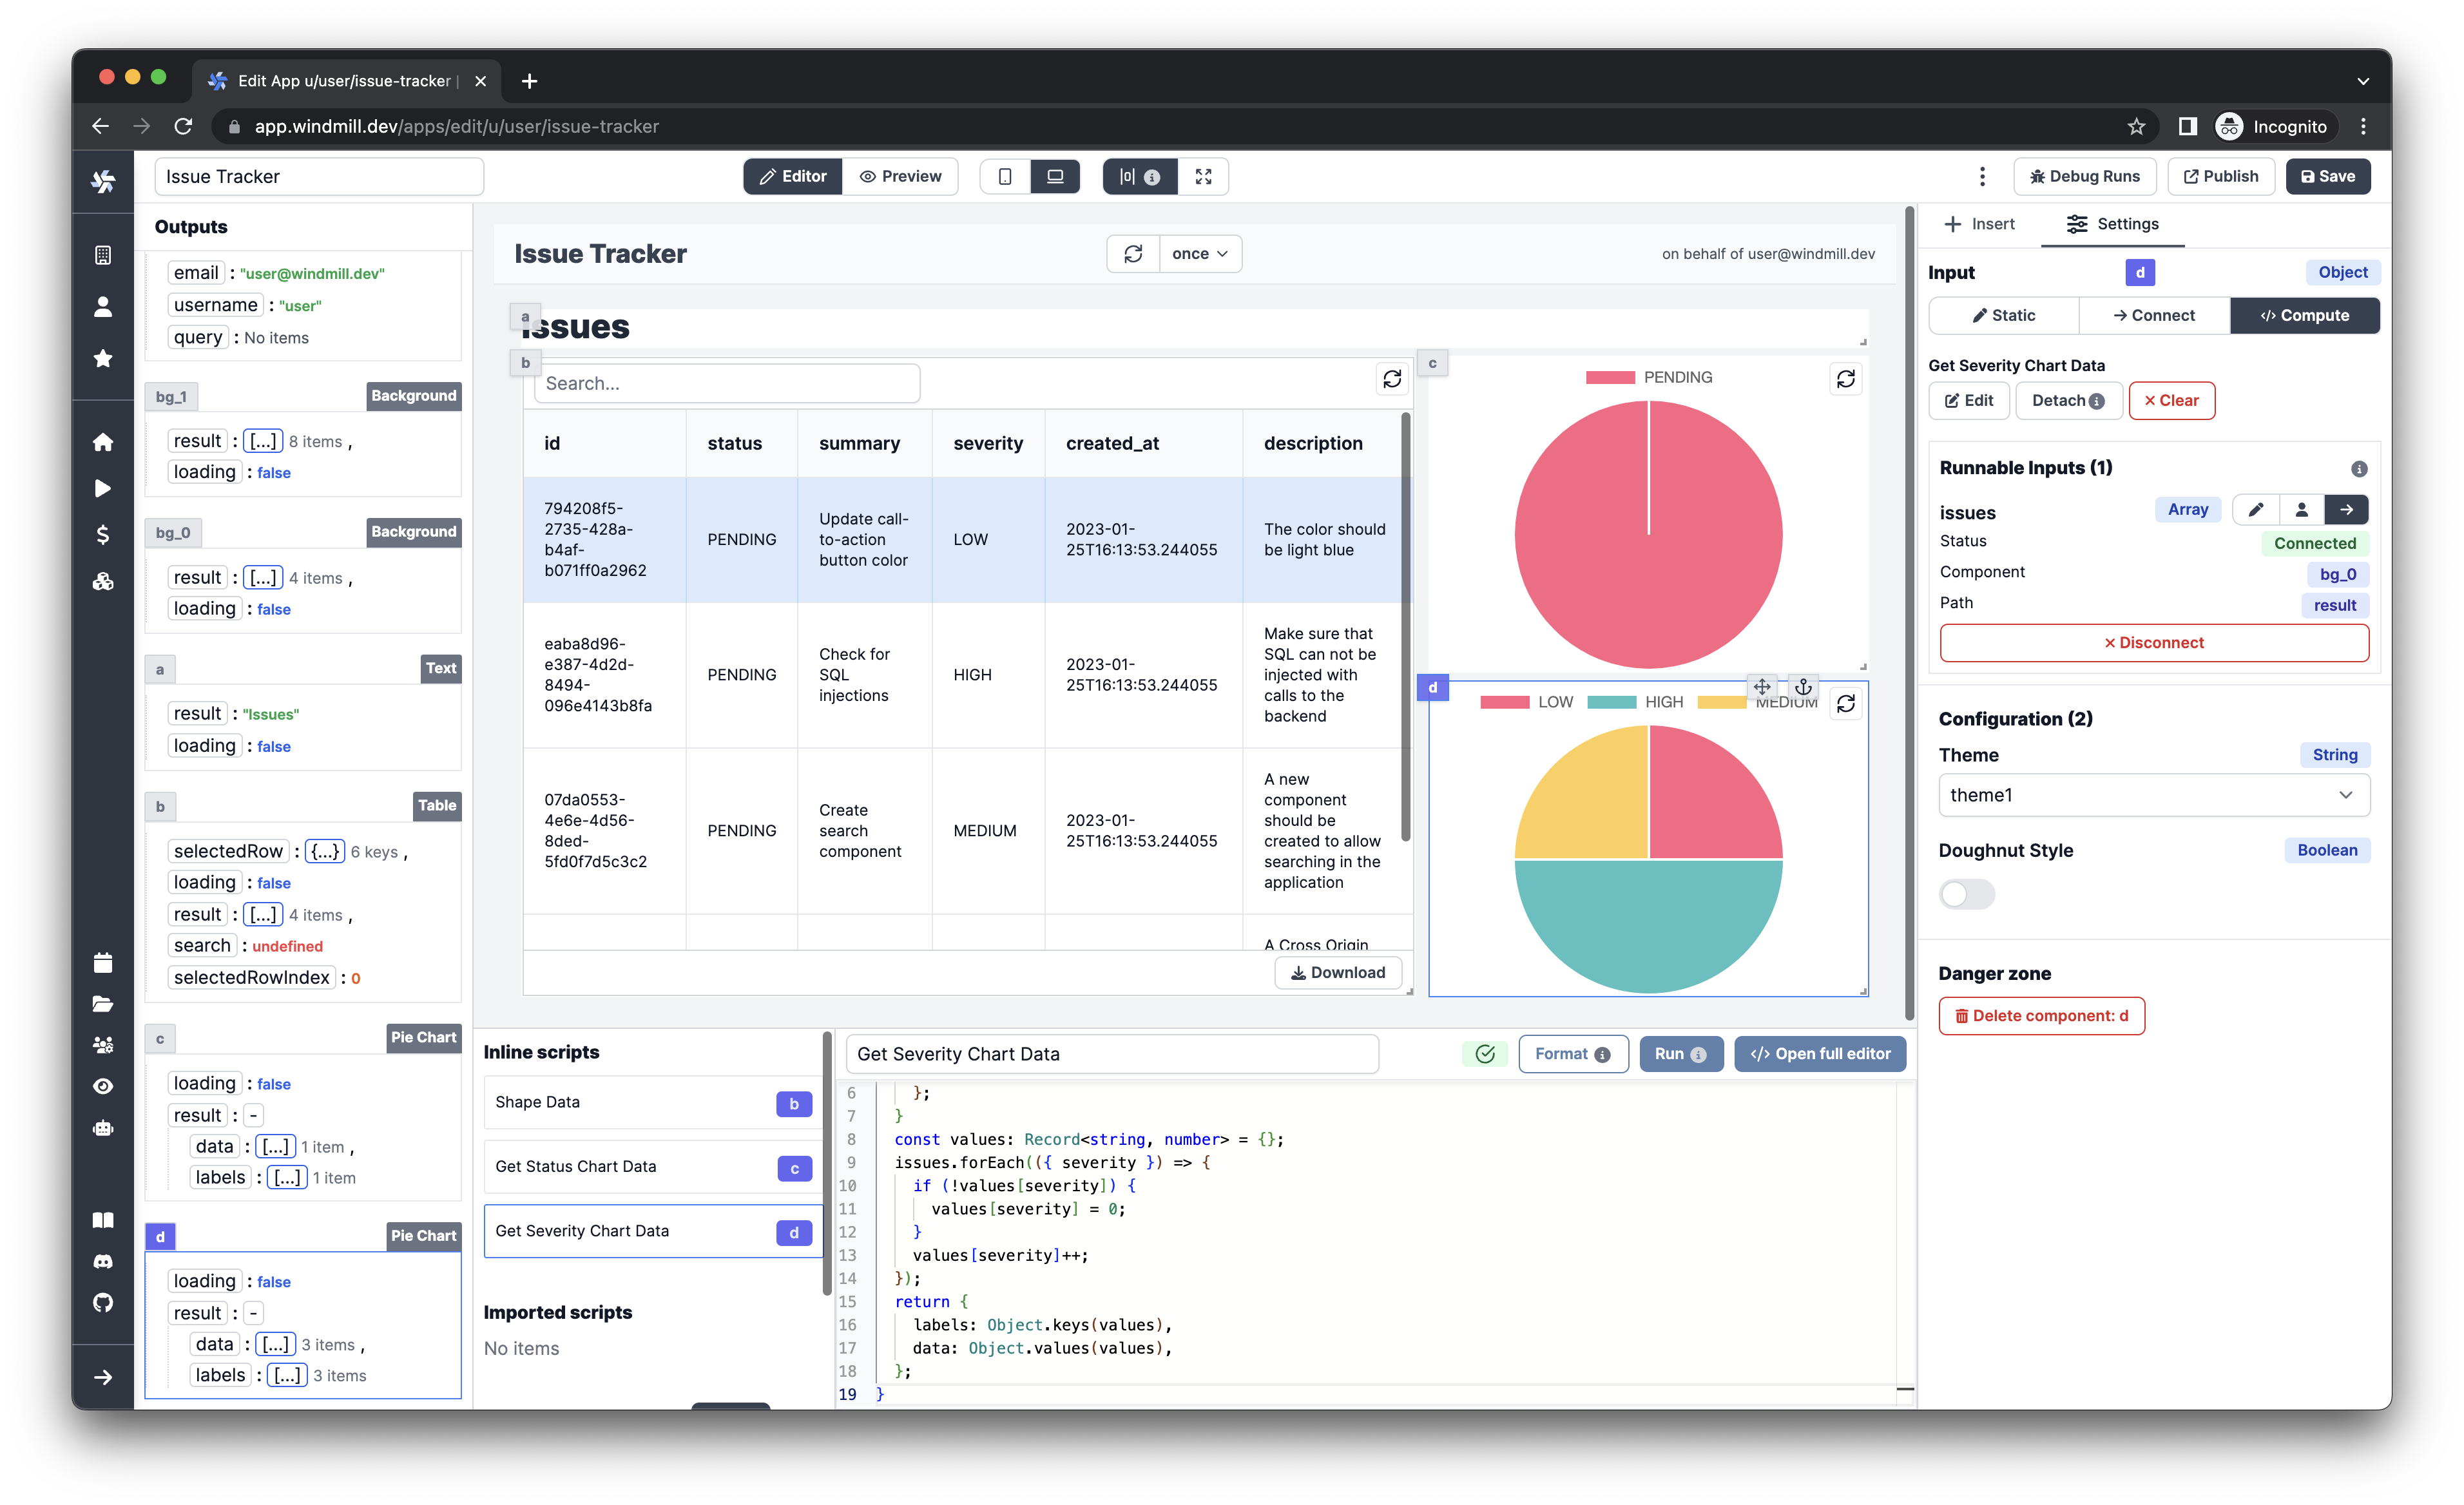 Edit App u/user/issue-tracker |
app.windmill.dev/apps/edit/u/user/issue-tracker
Incognito
Issue Tracker
Editor
Preview
|0|
Debug Runs
Publish
Save
Outputs
email : "user@windmill.dev"
username : "user"
query : No items
bg_1
Background
result : [...] 8 items ,
loading : false
bg_0
Background
result : [...] 4 items ,
loading : false
a
Text
result : "Issues"
loading : false
b
Table
selectedRow : {...} 6 keys ,
loading : false
result : [...] 4 items ,
search : undefined
selectedRowIndex : 0
c
Pie Chart
loading : false
result : -
data : [...] 1 item ,
labels : [...] 1 item
d
Pie Chart
loading : false
result : -
data : [...] 3 items ,
labels : [...] 3 items
Issue Tracker
once
on behalf of user@windmill.dev
a
Issues
b
Search...
id
status
summary
severity
created_at
description
794208f5-
2735-428a-
b4af-
b071ff0a2962
PENDING
Update call-
to-action
button color
LOW
2023-01-
25T16:13:53.244055
The color should
be light blue
eaba8d96-
e387-4d2d-
8494-
096e4143b8fa
PENDING
Check for
SQL
injections
HIGH
2023-01-
25T16:13:53.244055
Make sure that
SQL can not be
injected with
calls to the
backend
07da0553-
4e6e-4d56-
8ded-
5fd0f7d5c3c2
PENDING
Create
search
component
MEDIUM
2023-01-
25T16:13:53.244055
A new
component
should be
created to allow
searching in the
application
A Cross Origin
Download
c
PENDING
d
LOW
HIGH
MEDIUM
Inline scripts
Shape Data
b
Get Status Chart Data
c
Get Severity Chart Data
d
Imported scripts
No items
Get Severity Chart Data
Format
Run
</> Open full editor
6 };
7 }
8 const values: Record<string, number> = {};
9 issues.forEach(({ severity }) => {
10 if (!values[severity]) {
11 values[severity] = 0;
12 }
13 values[severity]++;
14 });
15 return {
16 labels: Object.keys(values),
17 data: Object.values(values),
18 };
19 }
Insert
Settings
Input
d
Object
Static
Connect
</> Compute
Get Severity Chart Data
Edit
Detach
Clear
Runnable Inputs (1)
issues
Array
Status
Connected
Component
bg_0
Path
result
Disconnect
Configuration (2)
Theme
String
theme1
Doughnut Style
Boolean
Danger zone
Delete component: d